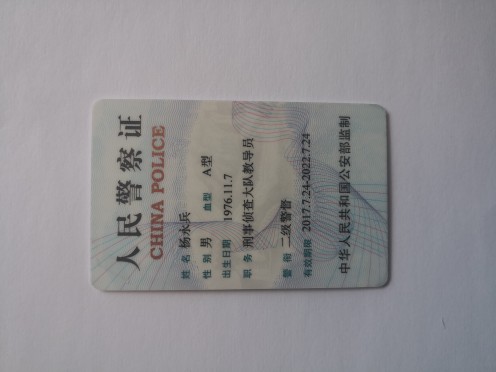 人民警察证
CHINA POLICE
姓名 杨水兵
性别 男 血型 A型
出生日期 1976.11.7
职务 刑事侦查大队教导员
警衔 二级警督
有效期限 2017.7.24-2022.7.24
中华人民共和国公安部监制